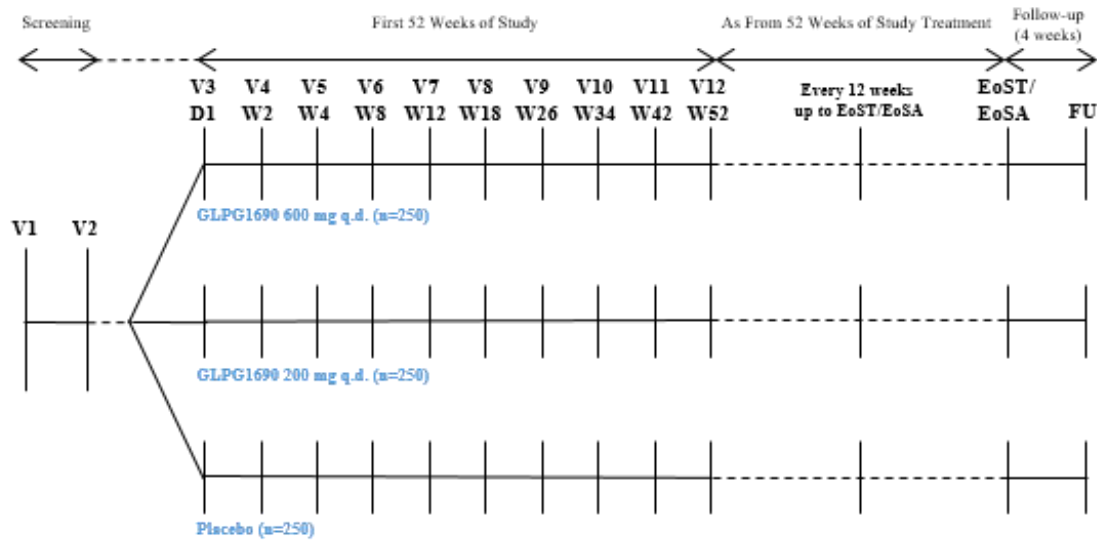 Screening
First 52 Weeks of Study
As From 52 Weeks of Study Treatment
Follow-up
(4 weeks)
V3 V4 V5 V6 V7 V8 V9 V10 V11 V12
D1 W2 W4 W8 W12 W18 W26 W34 W42 W52
Every 12 weeks
up to EoST/EoSA
EoST/
EoSA
FU
GLPG1690 600 mg q.d. (n=250)
V1 V2
GLPG1690 200 mg q.d. (n=250)
Placebo (n=250)